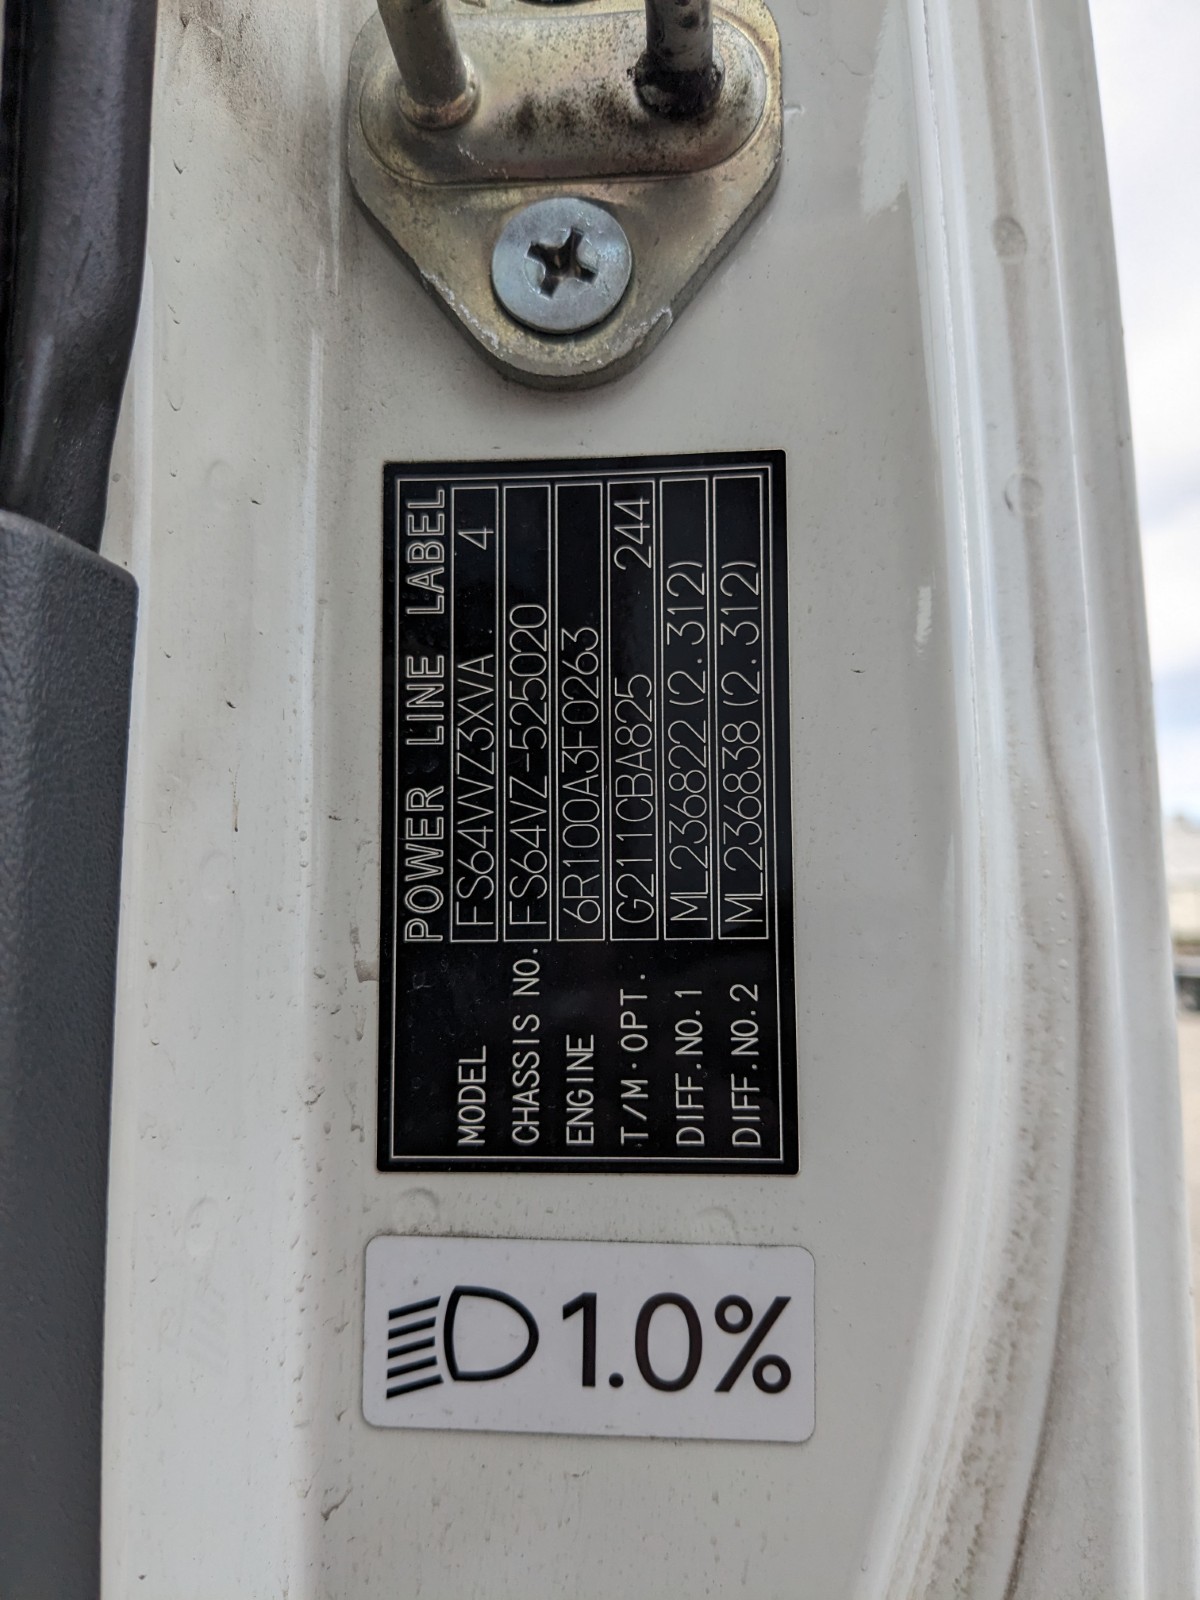 POWER LINE LABEL
MODEL FS64VVZ3XVA 4
CHASSIS NO. FS64VZ-525020
ENGINE 6R100A3F0263
T/M·OPT. G211CBA825 244
DIFF.NO.1 ML236822(2.312)
DIFF.NO.2 ML236838(2.312)
1.0%